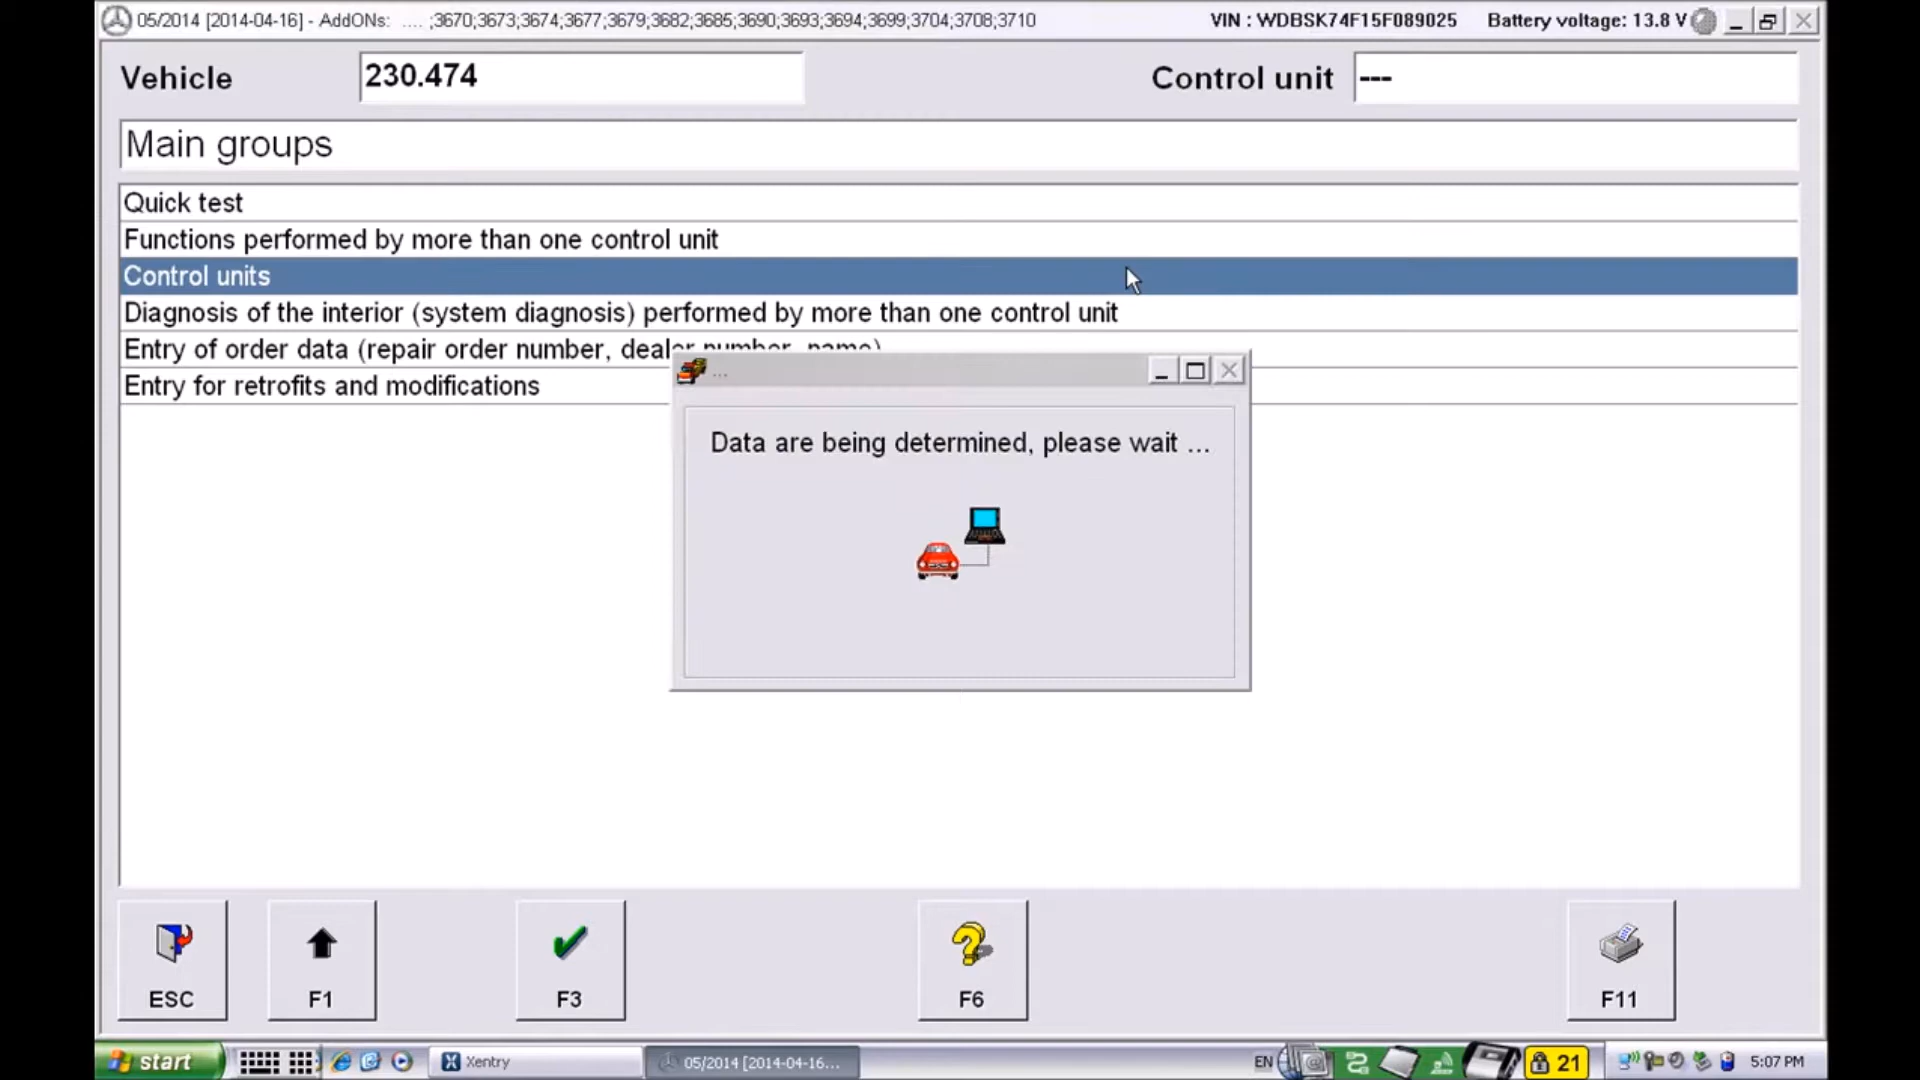 05/2014 [2014-04-16] - AddONs: .... ;3670;3673;3674;3677;3679;3682;3685;3690;3693;3694;3699;3704;3708;3710 VIN : WDBSK74F15F089025 Battery voltage: 13.8 V
Vehicle 230.474 Control unit ---
Main groups
Quick test
Functions performed by more than one control unit
Control units
Diagnosis of the interior (system diagnosis) performed by more than one control unit
Entry of order data (repair order number, dealer number, name)
Entry for retrofits and modifications
...
Data are being determined, please wait ...
ESC F1 F3 F6 F11
start Xentry 05/2014 [2014-04-16... EN 21 5:07 PM